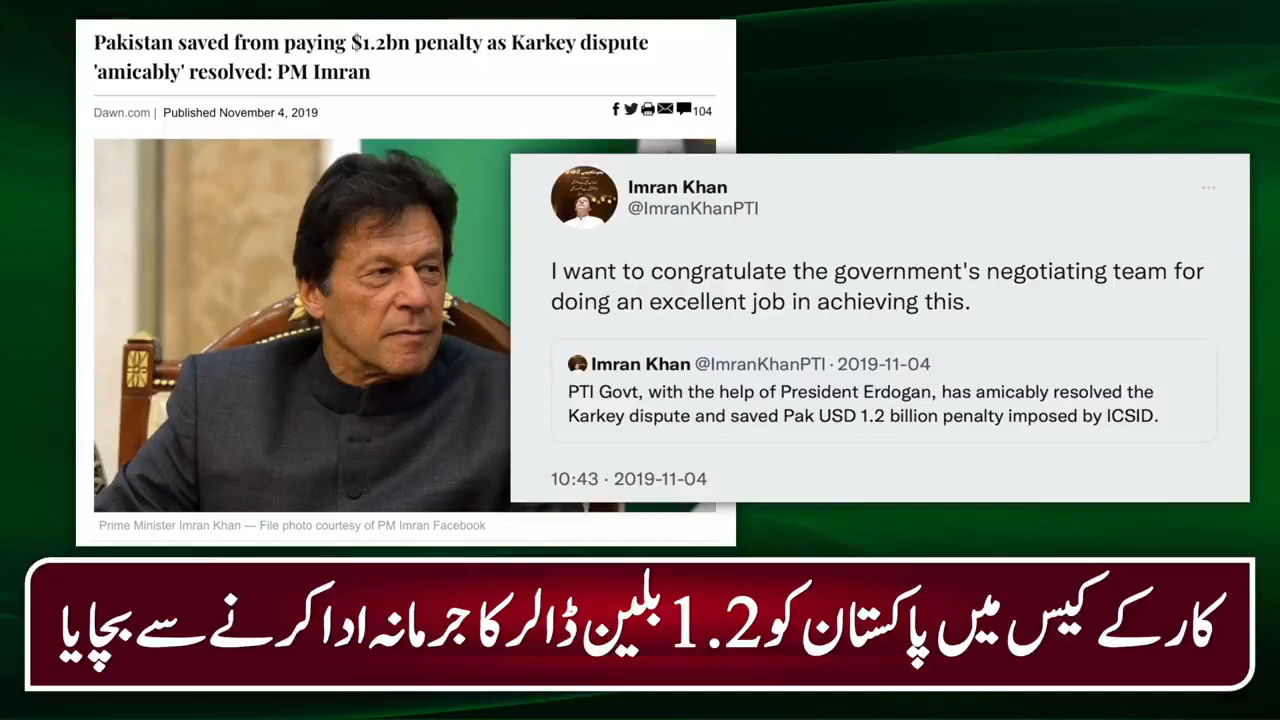 Pakistan saved from paying $1.2bn penalty as Karkey dispute
'amicably' resolved: PM Imran
Dawn.com | Published November 4, 2019
104
Imran Khan
@ImranKhanPTI
I want to congratulate the government's negotiating team for
doing an excellent job in achieving this.
Imran Khan @ImranKhanPTI · 2019-11-04
PTI Govt, with the help of President Erdogan, has amicably resolved the
Karkey dispute and saved Pak USD 1.2 billion penalty imposed by ICSID.
10:43 · 2019-11-04
Prime Minister Imran Khan — File photo courtesy of PM Imran Facebook
کارکے کیس میں پاکستان کو 1.2 بلین ڈالر کا جرمانہ ادا کرنے سے بچایا